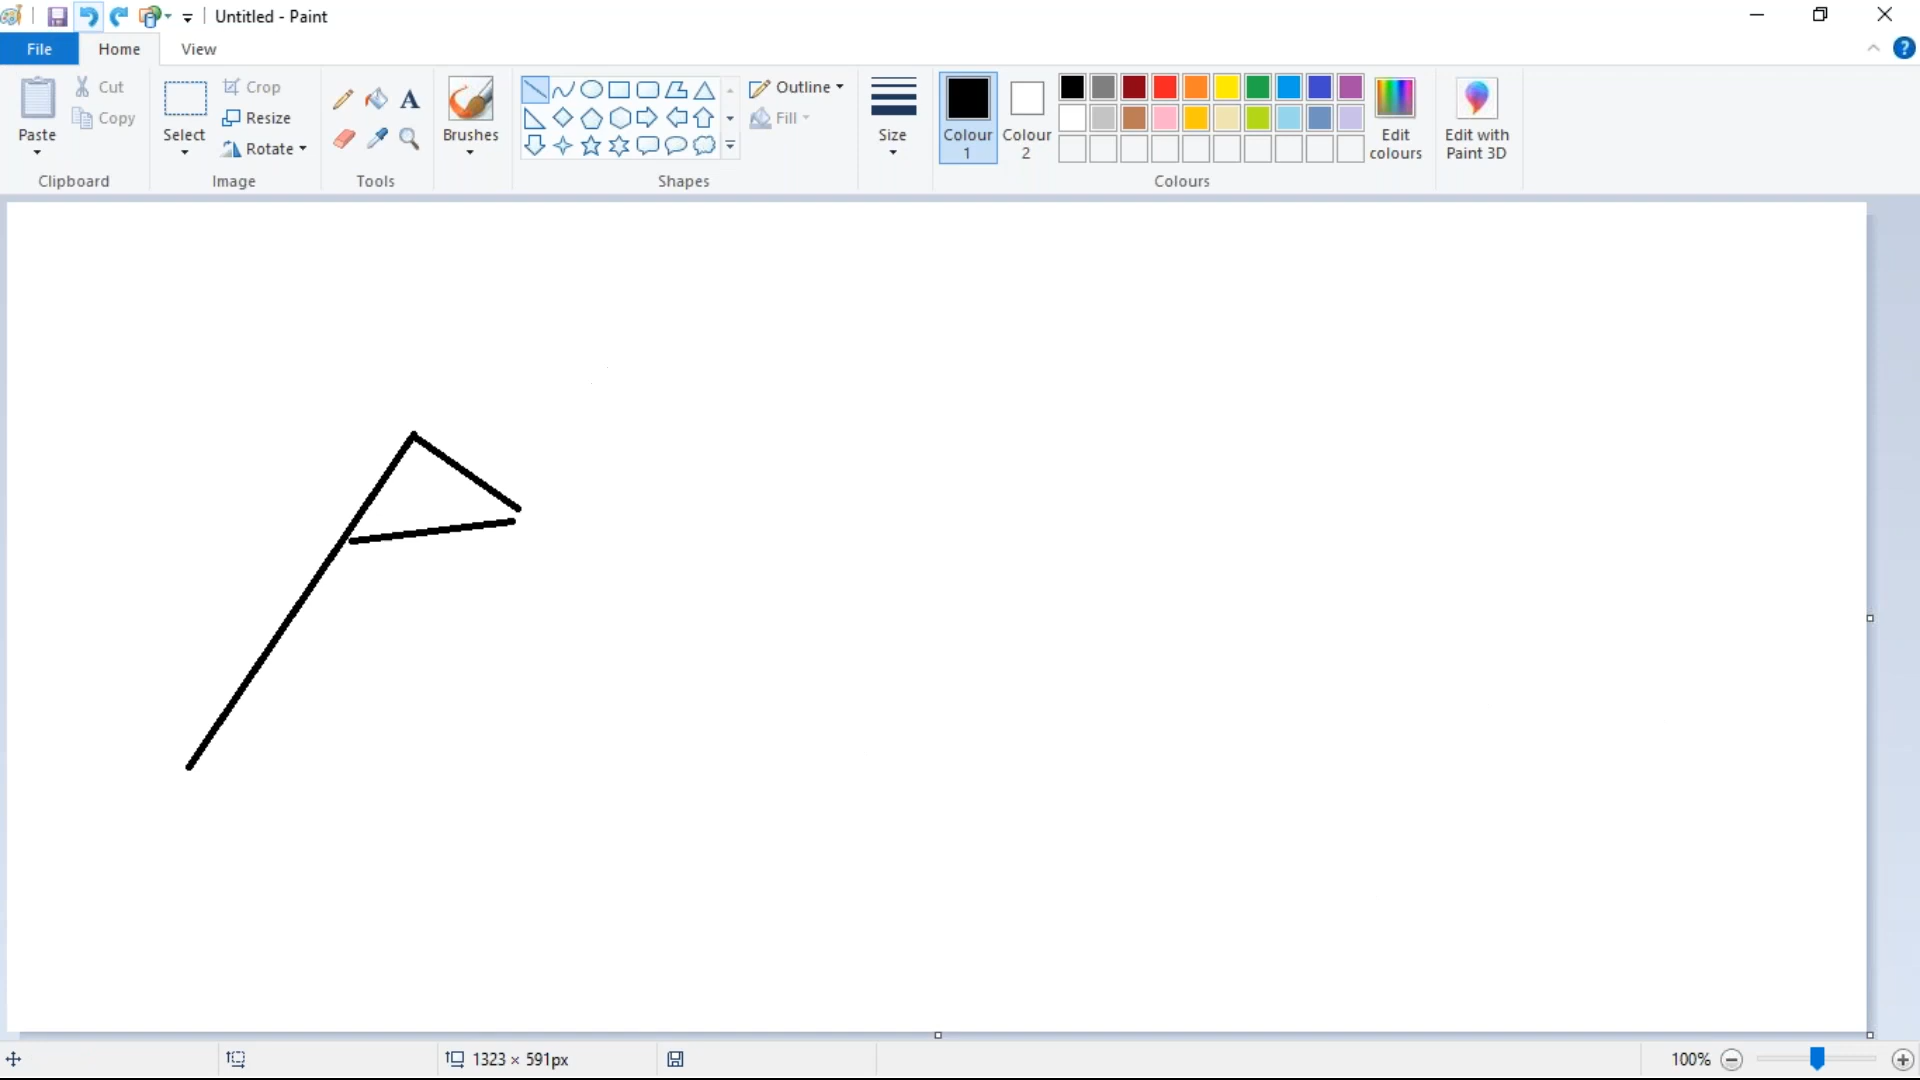 Untitled - Paint
File Home View
Paste Cut Copy Select Crop Resize Rotate A Brushes Outline Fill Size Colour 1 Colour 2 Edit colours Edit with Paint 3D ?
Clipboard Image Tools Shapes Colours
1323 × 591px 100%